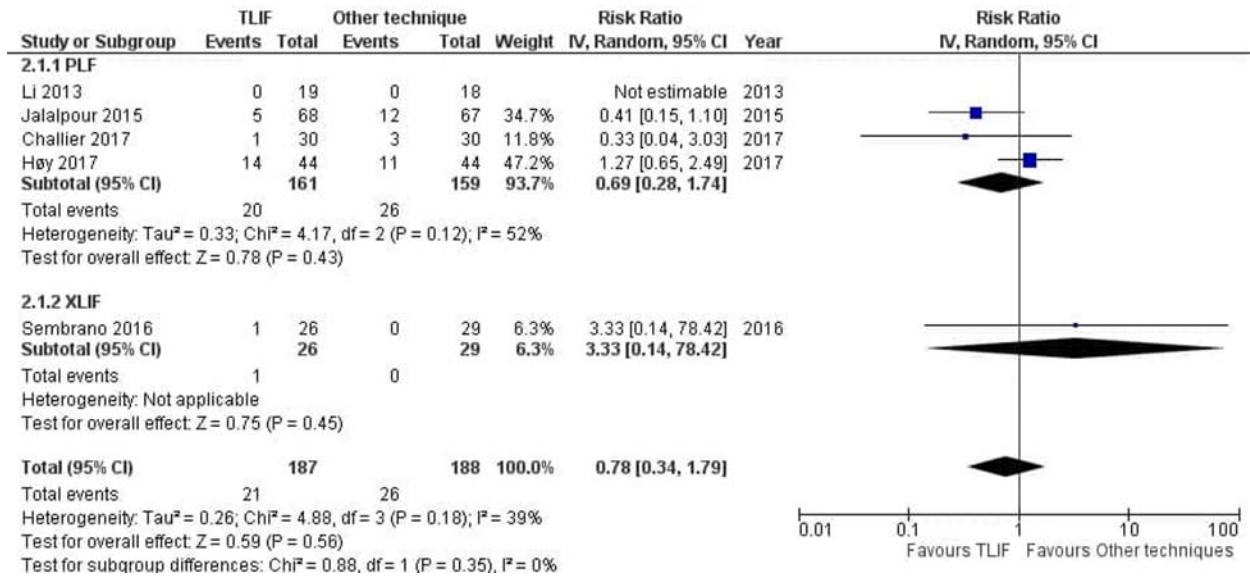 TLIF Other technique Risk Ratio Risk Ratio
Study or Subgroup Events Total Events Total Weight IV, Random, 95% CI Year IV, Random, 95% CI
2.1.1 PLF
Li 2013 0 19 0 18 Not estimable 2013
Jalalpour 2015 5 68 12 67 34.7% 0.41 [0.15, 1.10] 2015
Challier 2017 1 30 3 30 11.8% 0.33 [0.04, 3.03] 2017
Høy 2017 14 44 11 44 47.2% 1.27 [0.65, 2.49] 2017
Subtotal (95% CI) 161 159 93.7% 0.69 [0.28, 1.74]
Total events 20 26
Heterogeneity: Tau² = 0.33; Chi² = 4.17, df = 2 (P = 0.12); I² = 52%
Test for overall effect: Z = 0.78 (P = 0.43)
2.1.2 XLIF
Sembrano 2016 1 26 0 29 6.3% 3.33 [0.14, 78.42] 2016
Subtotal (95% CI) 26 29 6.3% 3.33 [0.14, 78.42]
Total events 1 0
Heterogeneity: Not applicable
Test for overall effect: Z = 0.75 (P = 0.45)
Total (95% CI) 187 188 100.0% 0.78 [0.34, 1.79]
Total events 21 26
Heterogeneity: Tau² = 0.26; Chi² = 4.88, df = 3 (P = 0.18); I² = 39%
Test for overall effect: Z = 0.59 (P = 0.56)
Test for subgroup differences: Chi² = 0.88, df = 1 (P = 0.35), I² = 0%
0.01 0.1 1 10 100
Favours TLIF Favours Other techniques